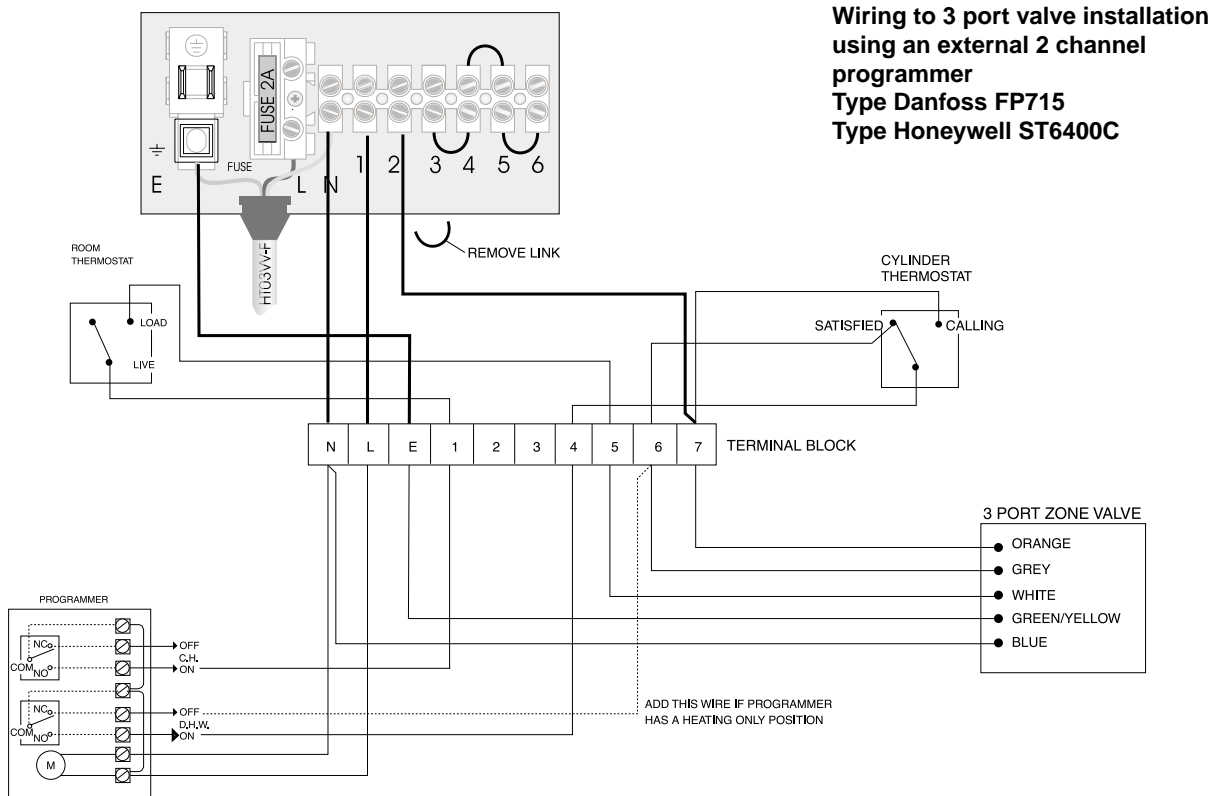 Wiring to 3 port valve installation
using an external 2 channel
programmer
Type Danfoss FP715
Type Honeywell ST6400C
FUSE 2A
E
FUSE
L
N
1
2
3
4
5
6
HT03VV-F
REMOVE LINK
ROOM
THERMOSTAT
LOAD
LIVE
CYLINDER
THERMOSTAT
SATISFIED
CALLING
N L E 1 2 3 4 5 6 7
TERMINAL BLOCK
3 PORT ZONE VALVE
ORANGE
GREY
WHITE
GREEN/YELLOW
BLUE
PROGRAMMER
NC
COM
NO
OFF
C.H.
ON
NC
COM
NO
OFF
D.H.W.
ON
M
ADD THIS WIRE IF PROGRAMMER
HAS A HEATING ONLY POSITION